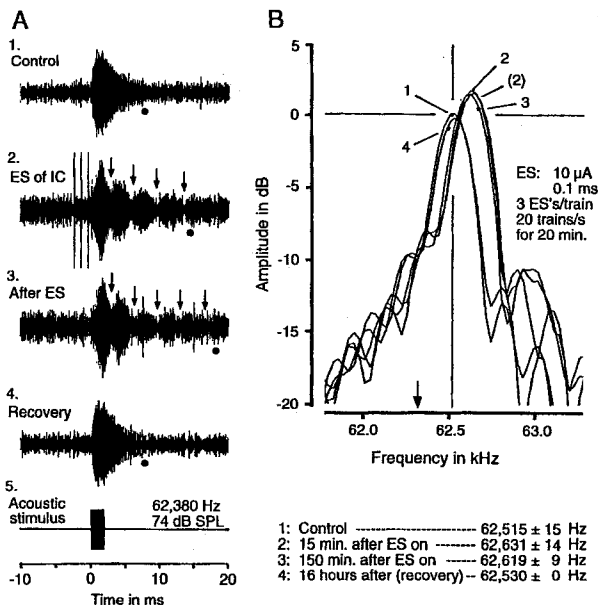 A
1.
Control
2.
ES of IC
3.
After ES
4.
Recovery
5.
Acoustic
stimulus
62,380 Hz
74 dB SPL
-10 0 10 20
Time in ms
B
5
0
-5
-10
-15
-20
Amplitude in dB
1
4
2
(2)
3
ES: 10 µA
0.1 ms
3 ES's/train
20 trains/s
for 20 min.
62.0 62.5 63.0
Frequency in kHz
1: Control ------------------- 62,515 ± 15 Hz
2: 15 min. after ES on -------- 62,631 ± 14 Hz
3: 150 min. after ES on ------- 62,619 ± 9 Hz
4: 16 hours after (recovery) -- 62,530 ± 0 Hz